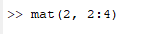 >> mat(2, 2:4)